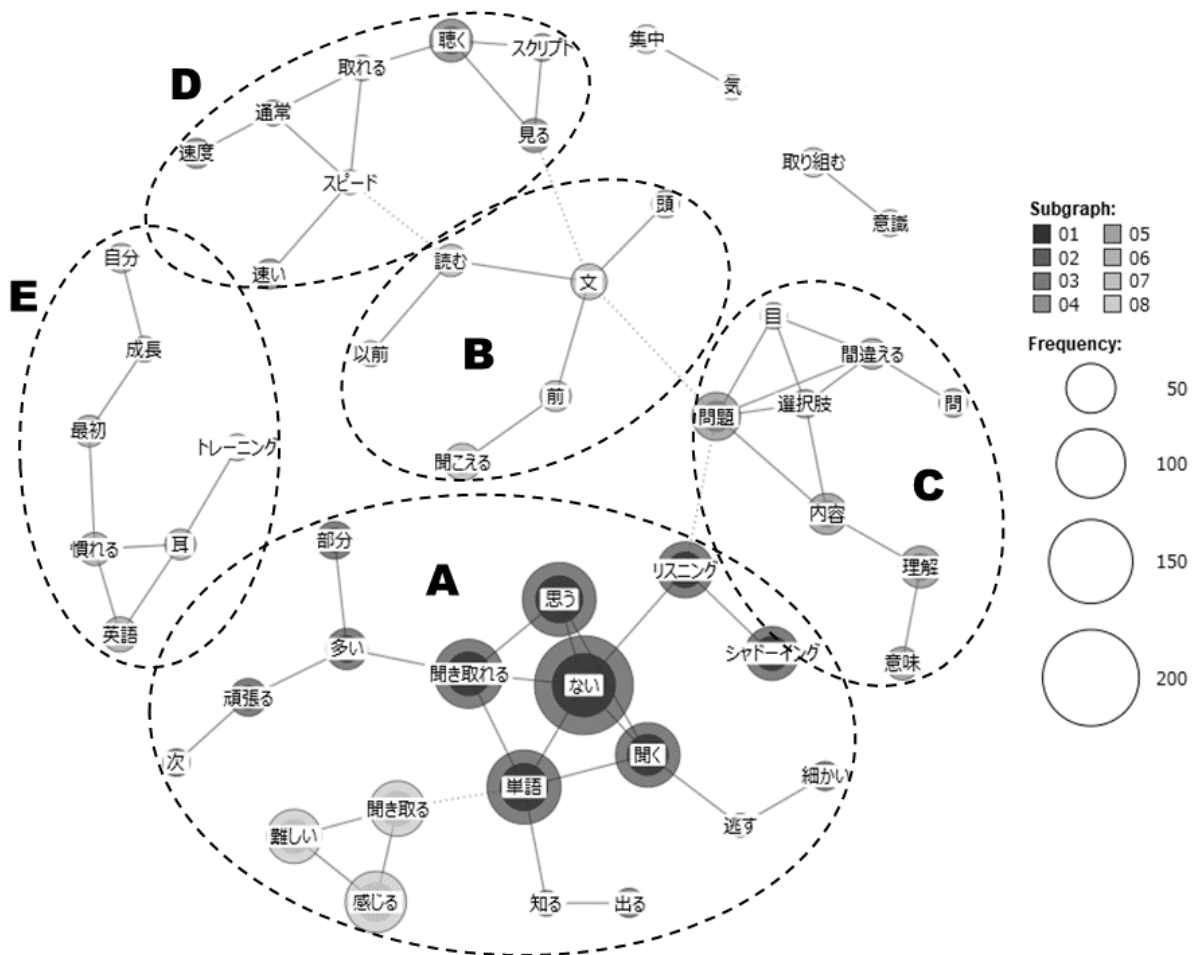 聴く
スクリプト
取れる
D
通常
速度
見る
スピード
速い
集中
気
取り組む
意識
頭
読む
文
以前
B
前
聞こえる
E
自分
成長
最初
トレーニング
慣れる
耳
英語
目
間違える
問題
選択肢
問
C
内容
理解
意味
部分
A
リスニング
思う
多い
聞き取れる
ない
シャドーイング
頑張る
次
聞く
単語
細かい
聞き取る
逃す
難しい
感じる
知る
出る
Subgraph:
01 05
02 06
03 07
04 08
Frequency:
50
100
150
200